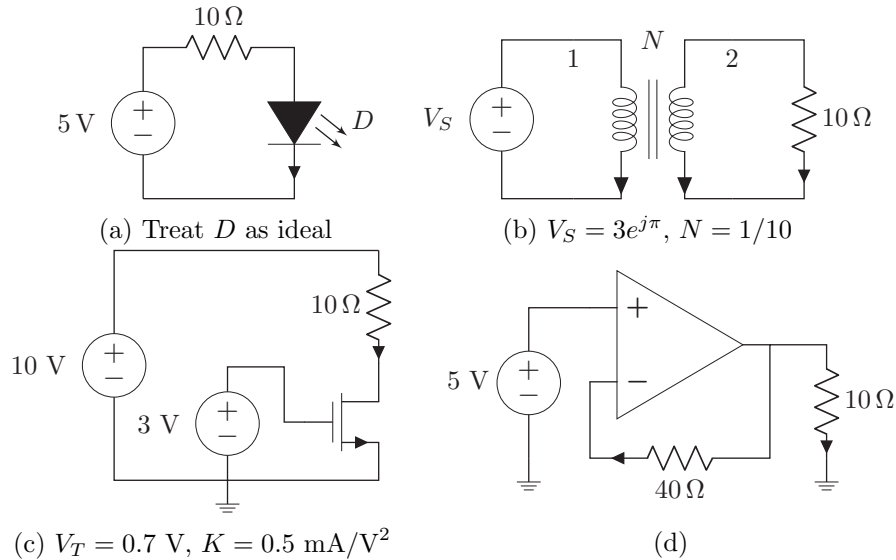 10 Ω
5 V
+
−
D
(a) Treat D as ideal
1
N
2
V_S
+
−
10 Ω
(b) V_S = 3e^{jπ}, N = 1/10
10 Ω
10 V
+
−
3 V
+
−
(c) V_T = 0.7 V, K = 0.5 mA/V²
5 V
+
−
+
−
10 Ω
40 Ω
(d)